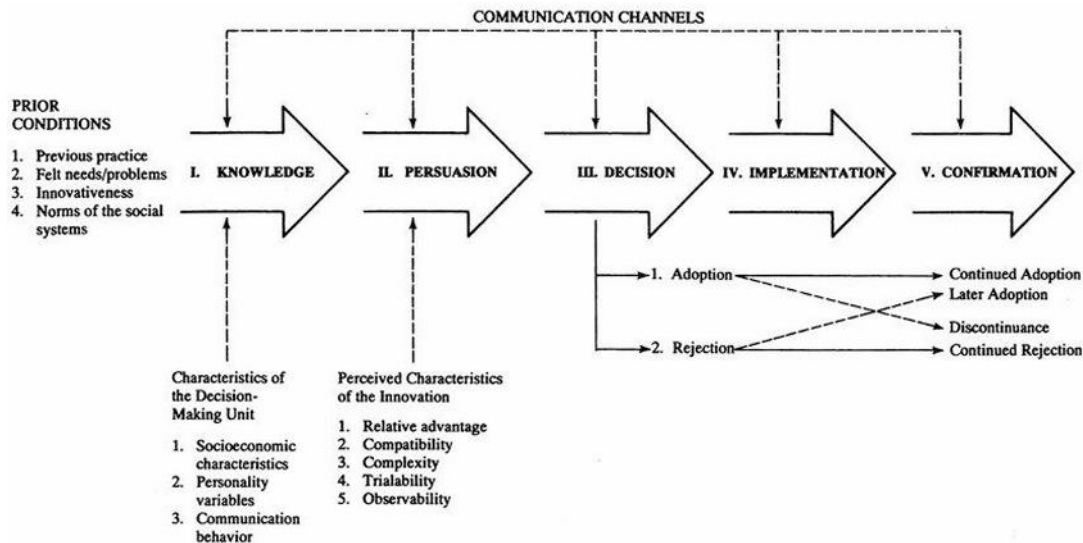 COMMUNICATION CHANNELS
PRIOR
CONDITIONS
1. Previous practice
2. Felt needs/problems
3. Innovativeness
4. Norms of the social
systems
I. KNOWLEDGE
II. PERSUASION
III. DECISION
IV. IMPLEMENTATION
V. CONFIRMATION
1. Adoption
2. Rejection
Continued Adoption
Later Adoption
Discontinuance
Continued Rejection
Characteristics of
the Decision-
Making Unit
1. Socioeconomic
characteristics
2. Personality
variables
3. Communication
behavior
Perceived Characteristics
of the Innovation
1. Relative advantage
2. Compatibility
3. Complexity
4. Trialability
5. Observability